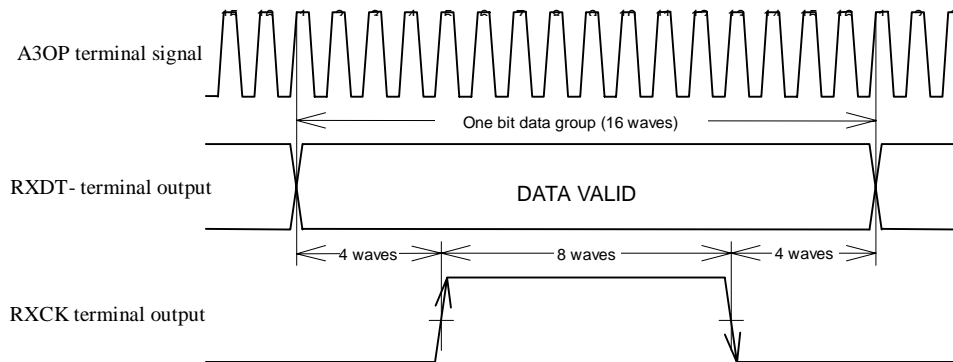 A3OP terminal signal
One bit data group (16 waves)
RXDT- terminal output
DATA VALID
4 waves 8 waves 4 waves
RXCK terminal output